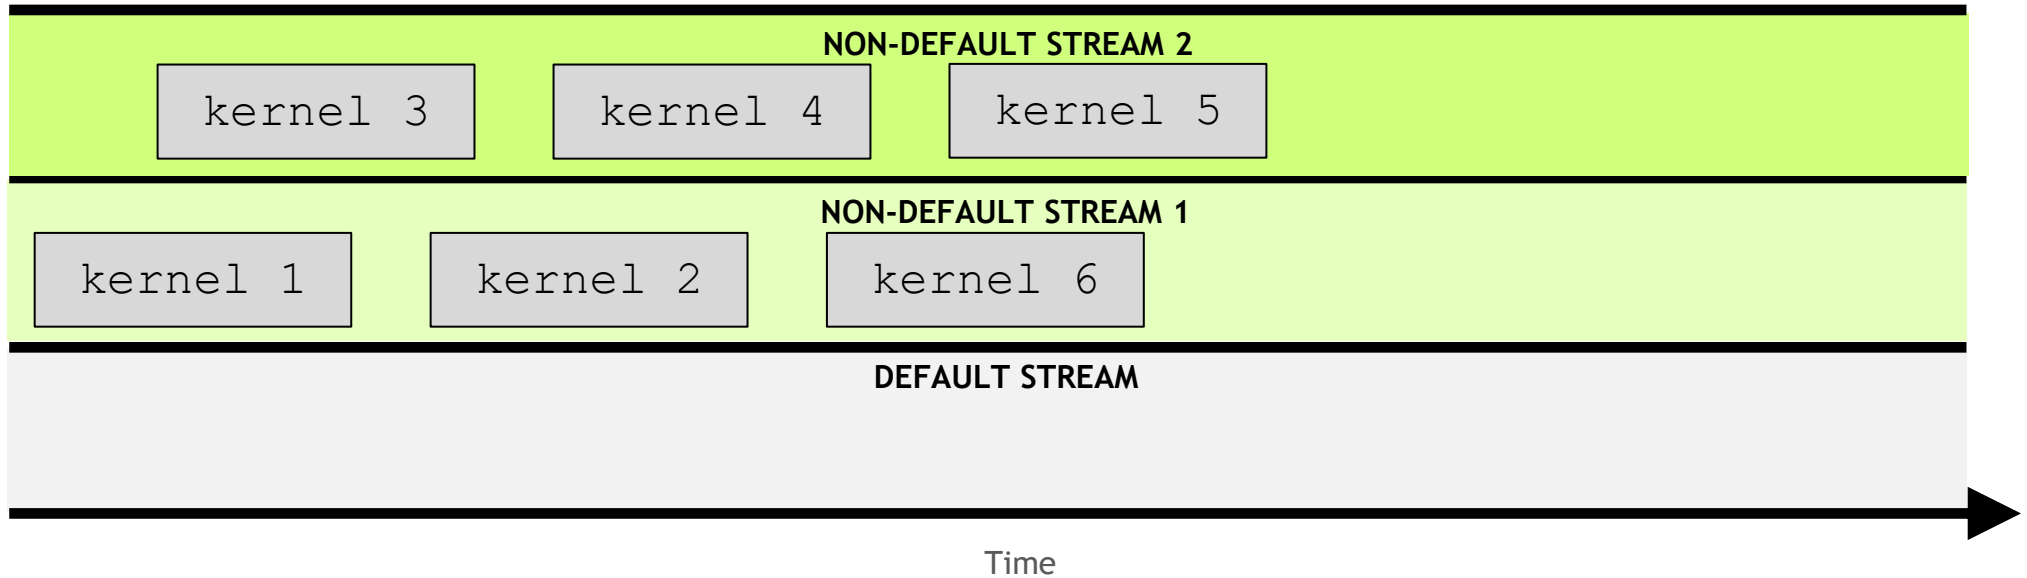 NON-DEFAULT STREAM 2
kernel 3 kernel 4 kernel 5
NON-DEFAULT STREAM 1
kernel 1 kernel 2 kernel 6
DEFAULT STREAM
Time